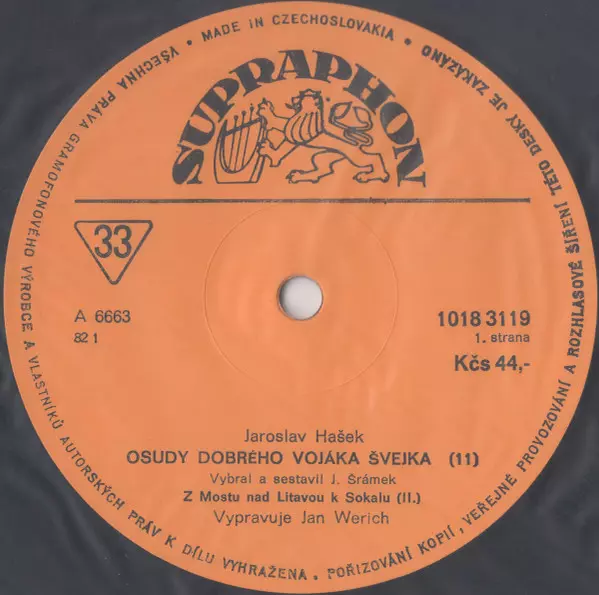 VŠECHNA PRÁVA GRAMOFONOVÉHO VÝROBCE A VLASTNÍKŮ AUTORSKÝCH PRÁV K DÍLU VYHRAŽENA. POŘIZOVÁNÍ KOPIÍ, VEŘEJNÉ PROVOZOVÁNÍ A ROZHLASOVÉ ŠÍŘENÍ TÉTO DESKY JE ZAKÁZÁNO
• MADE IN CZECHOSLOVAKIA •
SUPRAPHON
33
A 6663
82 1
1018 3119
1. strana
Kčs 44,-
Jaroslav Hašek
OSUDY DOBRÉHO VOJÁKA ŠVEJKA (11)
Vybral a sestavil J. Šrámek
Z Mostu nad Litavou k Sokalu (II.)
Vypravuje Jan Werich